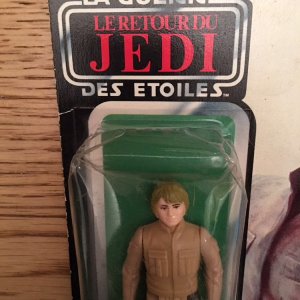 LA GUERRE
LE RETOUR DU
JEDI
DES ETOILES